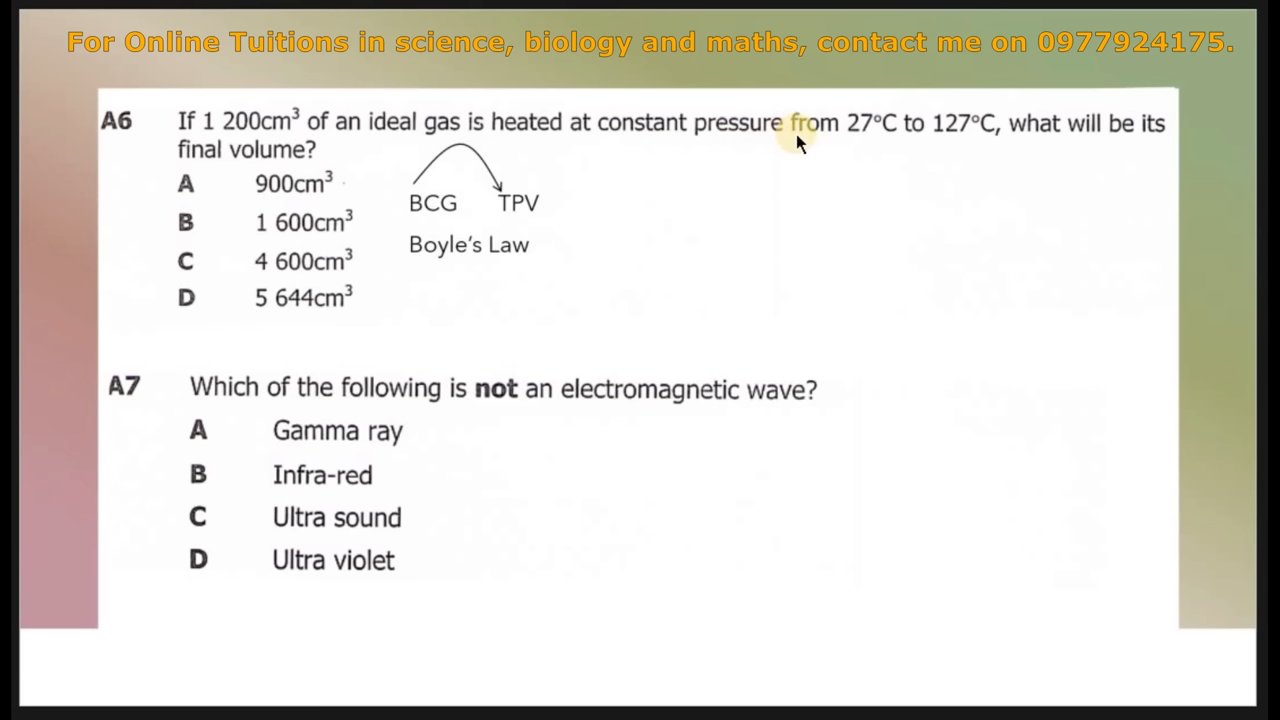 For Online Tuitions in science, biology and maths, contact me on 0977924175.
A6 If 1 200cm³ of an ideal gas is heated at constant pressure from 27°C to 127°C, what will be its
final volume?
A 900cm³
B 1 600cm³
C 4 600cm³
D 5 644cm³
BCG TPV
Boyle's Law
A7 Which of the following is not an electromagnetic wave?
A Gamma ray
B Infra-red
C Ultra sound
D Ultra violet